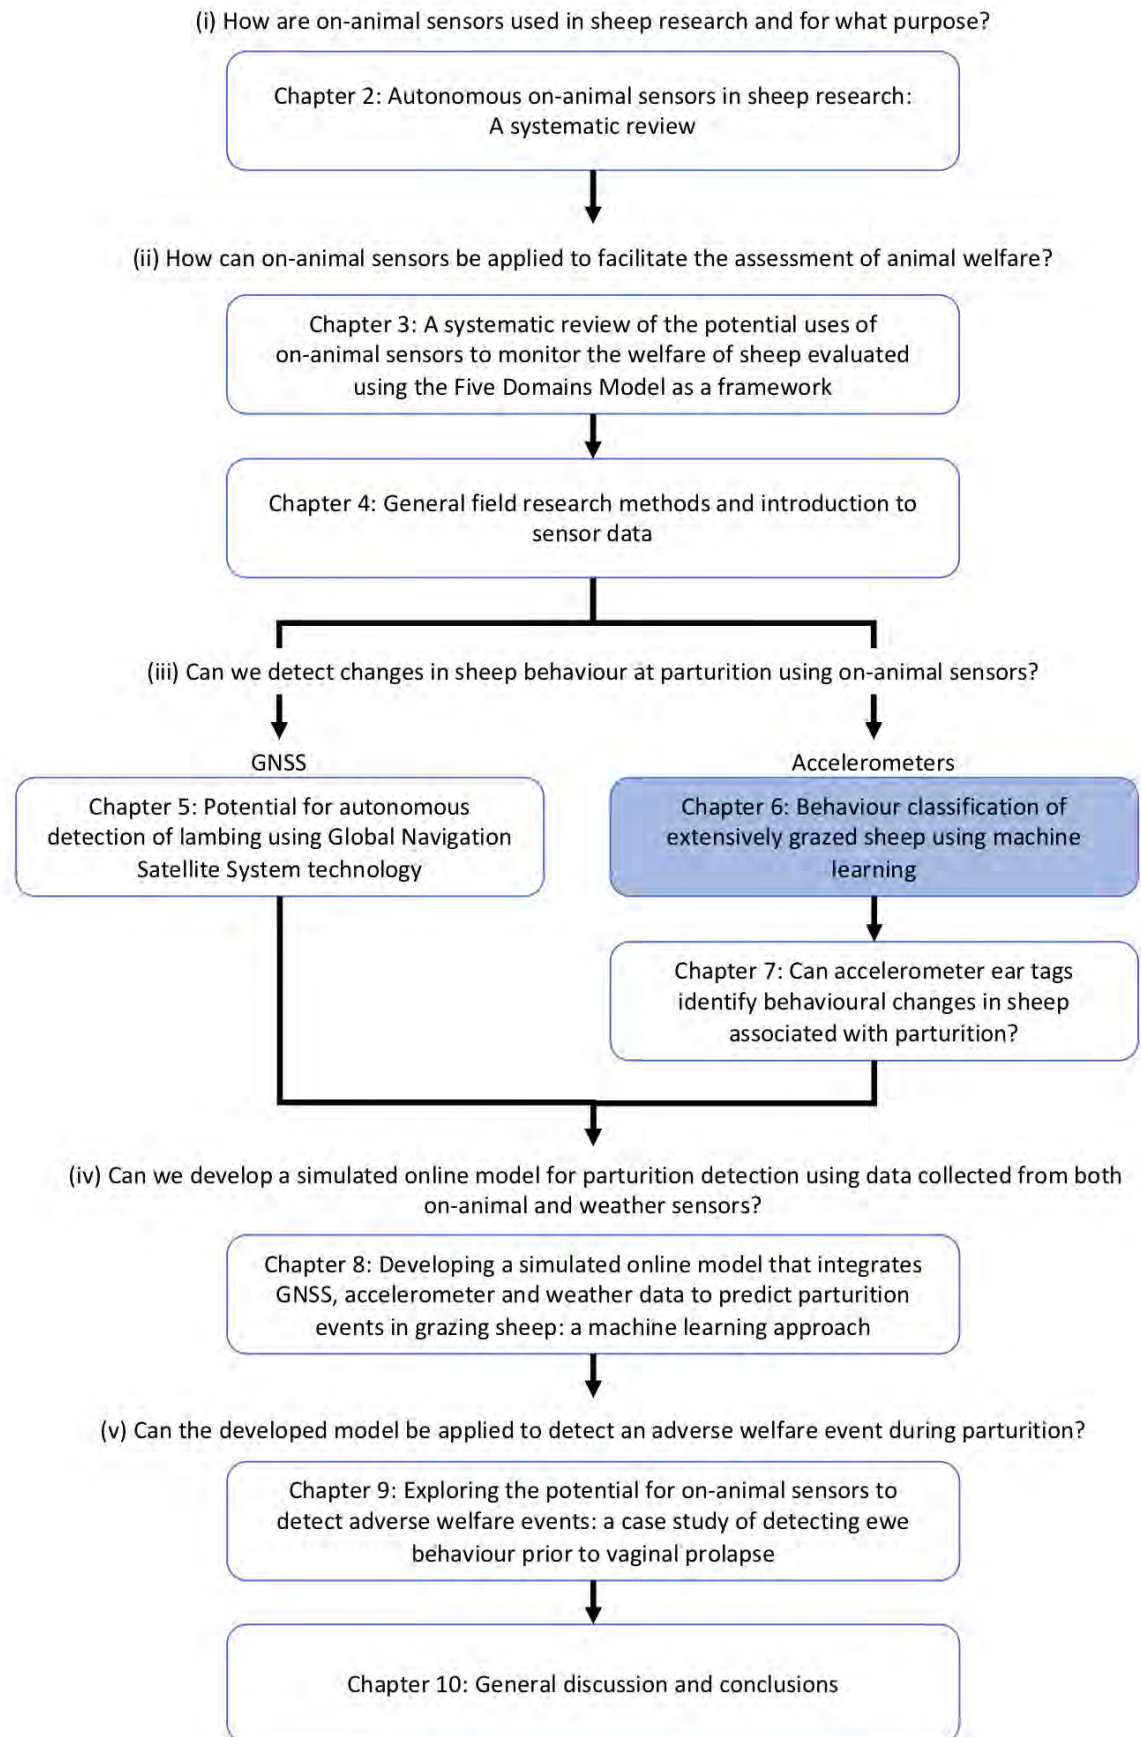 (i) How are on-animal sensors used in sheep research and for what purpose?
Chapter 2: Autonomous on-animal sensors in sheep research:
A systematic review
(ii) How can on-animal sensors be applied to facilitate the assessment of animal welfare?
Chapter 3: A systematic review of the potential uses of
on-animal sensors to monitor the welfare of sheep evaluated
using the Five Domains Model as a framework
Chapter 4: General field research methods and introduction to
sensor data
(iii) Can we detect changes in sheep behaviour at parturition using on-animal sensors?
GNSS
Chapter 5: Potential for autonomous
detection of lambing using Global Navigation
Satellite System technology
Accelerometers
Chapter 6: Behaviour classification of
extensively grazed sheep using machine
learning
Chapter 7: Can accelerometer ear tags
identify behavioural changes in sheep
associated with parturition?
(iv) Can we develop a simulated online model for parturition detection using data collected from both
on-animal and weather sensors?
Chapter 8: Developing a simulated online model that integrates
GNSS, accelerometer and weather data to predict parturition
events in grazing sheep: a machine learning approach
(v) Can the developed model be applied to detect an adverse welfare event during parturition?
Chapter 9: Exploring the potential for on-animal sensors to
detect adverse welfare events: a case study of detecting ewe
behaviour prior to vaginal prolapse
Chapter 10: General discussion and conclusions